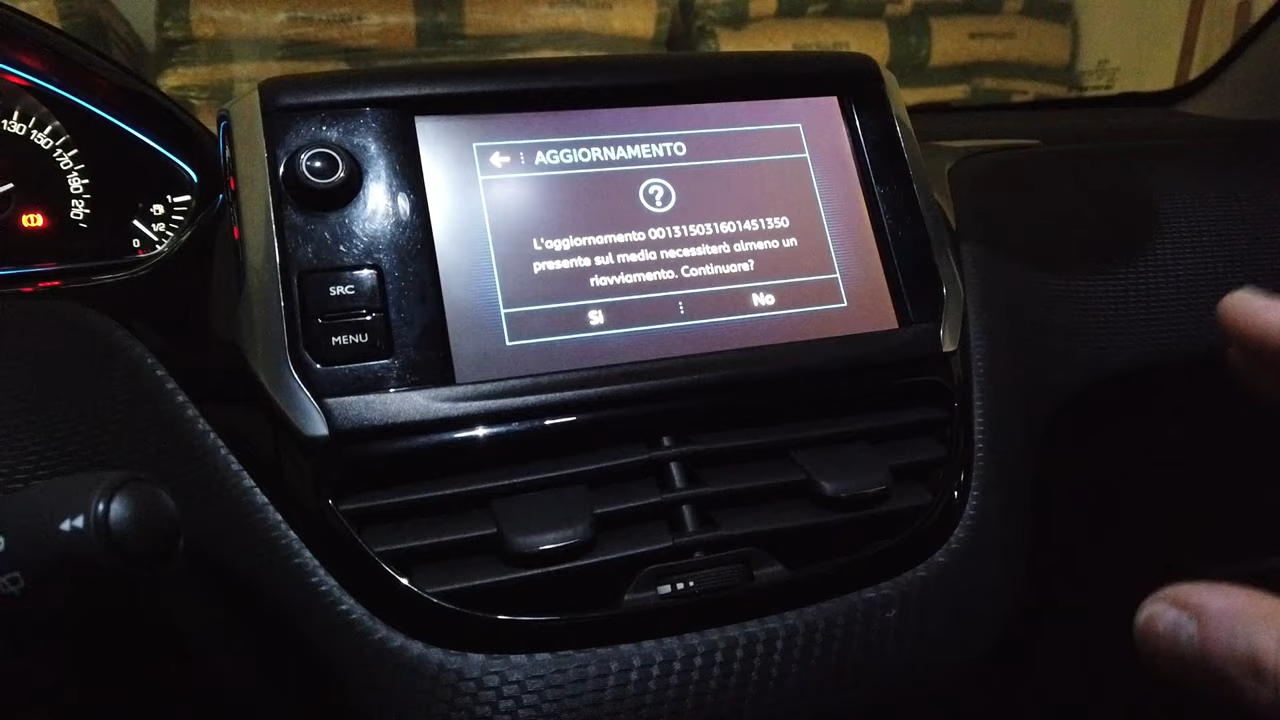 130
150
170
190
210
1
1/2
0
SRC
MENU
AGGIORNAMENTO
?
L'aggiornamento 001315031601451350
presente sul media necessiterà almeno un
riavviamento. Continuare?
Si
No